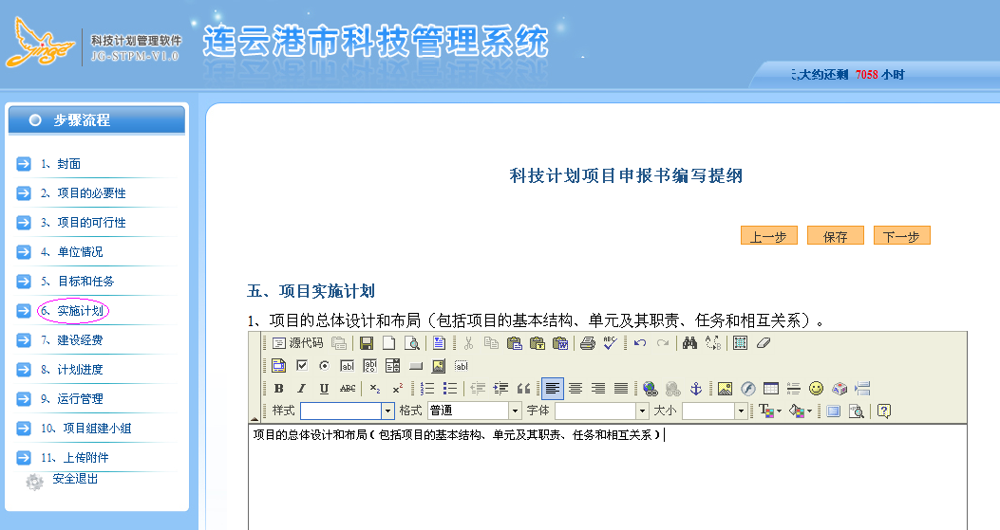 Jinge
科技计划管理软件
JG-STPM-V1.0
连云港市科技管理系统
大约还剩 7058 小时
步骤流程
1、封面
2、项目的必要性
3、项目的可行性
4、单位情况
5、目标和任务
6、实施计划
7、建设经费
8、计划进度
9、运行管理
10、项目组建小组
11、上传附件
安全退出
科技计划项目申报书编写提纲
上一步 保存 下一步
五、项目实施计划
1、项目的总体设计和布局（包括项目的基本结构、单元及其职责、任务和相互关系）。
源代码
B I U ABC x₂ x²
样式 格式 普通 字体 大小
项目的总体设计和布局(包括项目的基本结构、单元及其职责、任务和相互关系)